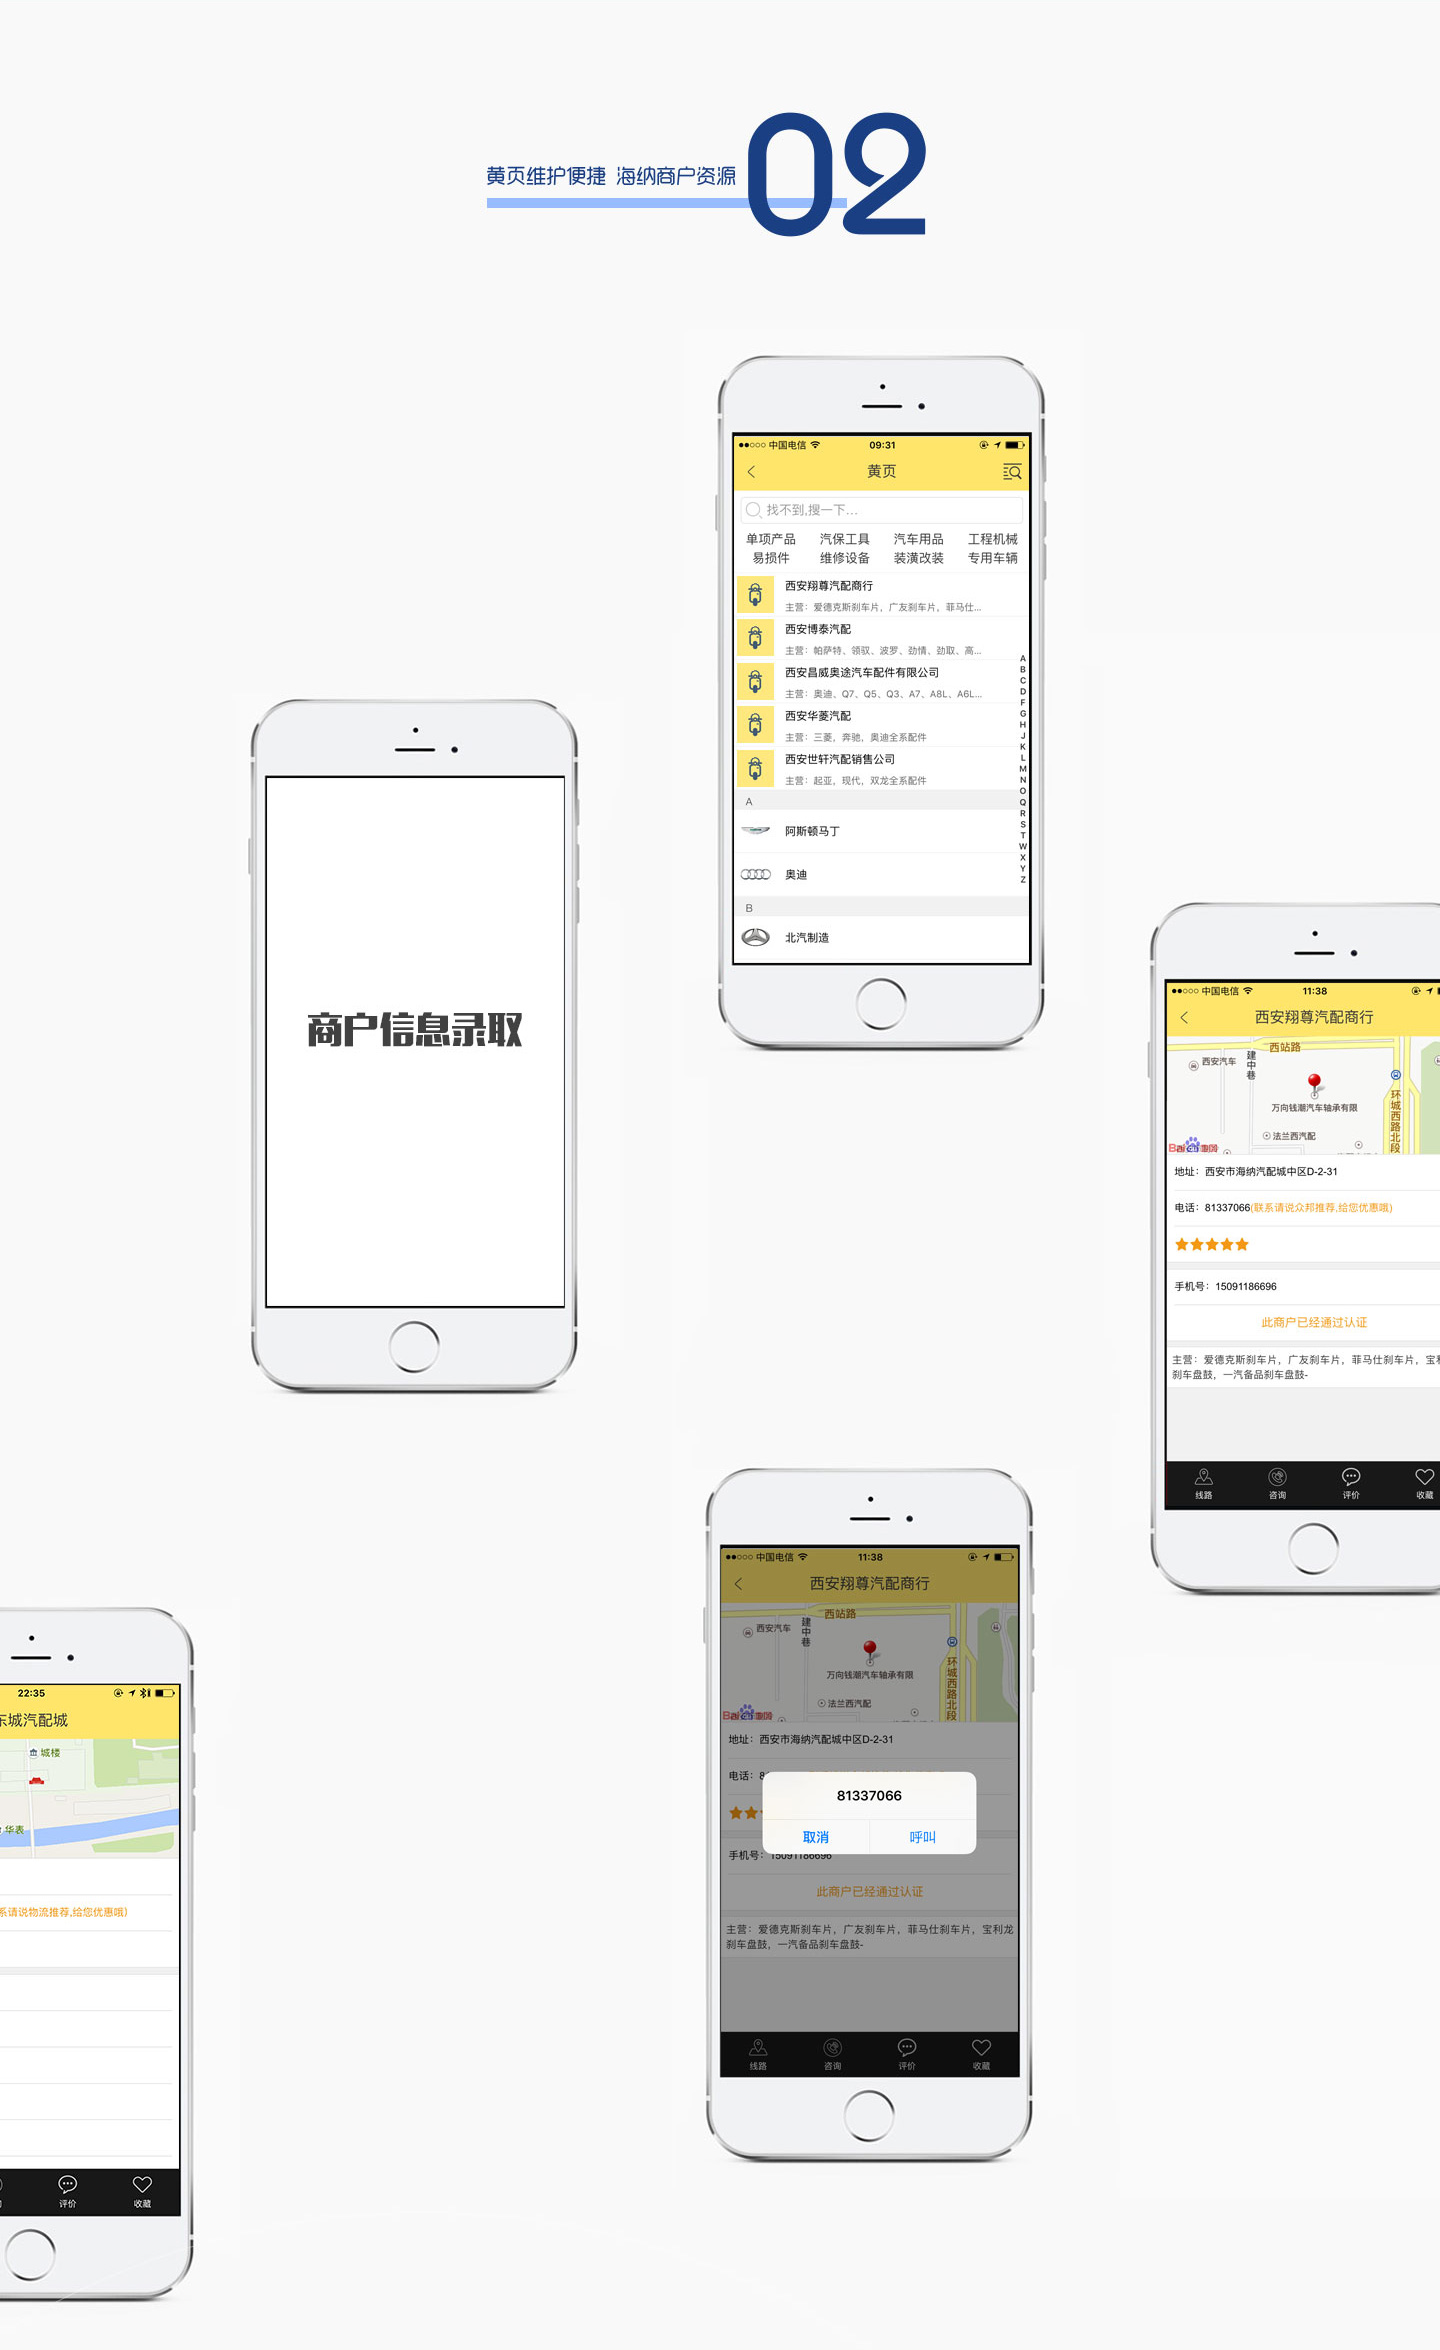 黄页维护便捷 海纳商户资源
02
中国电信
09:31
黄页
找不到,搜一下...
单项产品 汽保工具 汽车用品 工程机械
易损件 维修设备 装潢改装 专用车辆
西安翔尊汽配商行
主营：爱德克斯刹车片，广友刹车片，菲马仕...
西安博泰汽配
主营：帕萨特、领驭、波罗、劲情、劲取、高...
西安昌威奥途汽车配件有限公司
主营：奥迪、Q7、Q5、Q3、A7、A8L、A6L...
西安华菱汽配
主营：三菱，奔驰，奥迪全系配件
西安世轩汽配销售公司
主营：起亚，现代，双龙全系配件
A
阿斯顿马丁
奥迪
B
北汽制造
A
B
C
D
F
G
H
J
K
L
M
N
O
Q
R
S
T
W
X
Y
Z
商户信息录取
中国电信
11:38
西安翔尊汽配商行
西站路
西安汽车
建中巷
万向钱潮汽车轴承有限
环城西路北段
法兰西汽配
地址：西安市海纳汽配城中区D-2-31
电话：81337066(联系请说众邦推荐,给您优惠哦)
手机号：15091186696
此商户已经通过认证
主营：爱德克斯刹车片，广友刹车片，菲马仕刹车片，宝利
刹车盘鼓，一汽备品刹车盘鼓-
线路 咨询 评价 收藏
中国电信
11:38
西安翔尊汽配商行
西站路
西安汽车
建中巷
万向钱潮汽车轴承有限
环城西路北段
法兰西汽配
地址：西安市海纳汽配城中区D-2-31
电话：8
81337066
取消 呼叫
手机号：15091186696
此商户已经通过认证
主营：爱德克斯刹车片，广友刹车片，菲马仕刹车片，宝利龙
刹车盘鼓，一汽备品刹车盘鼓-
线路 咨询 评价 收藏
22:35
东城汽配城
城楼
华表
系请说物流推荐,给您优惠哦)
评价 收藏